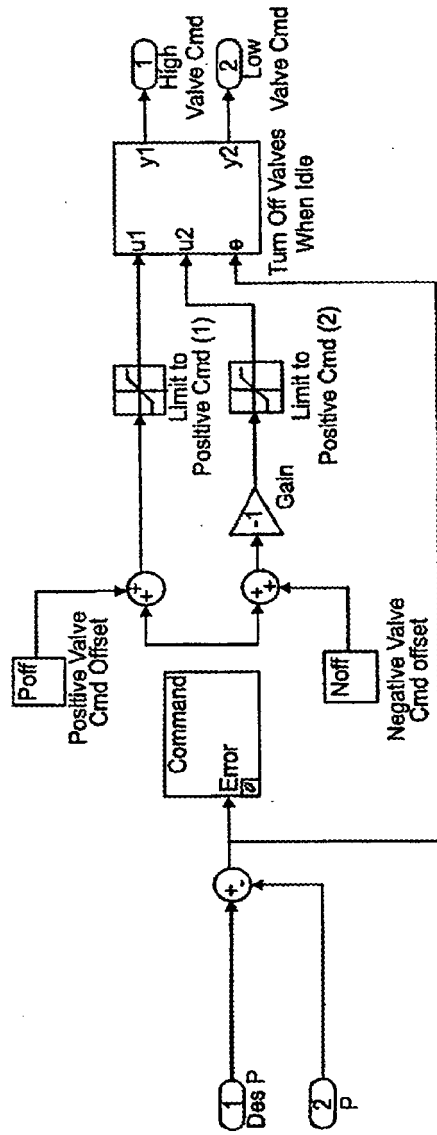 1
Des P
2
P
+
-
Error
Command
Poff
Positive Valve
Cmd Offset
Noff
Negative Valve
Cmd offset
+
+
+
+
-1
Gain
Limit to
Positive Cmd (1)
Limit to
Positive Cmd (2)
u1
u2
e
y1
y2
Turn Off Valves
When Idle
1
High
Valve Cmd
2
Low
Valve Cmd